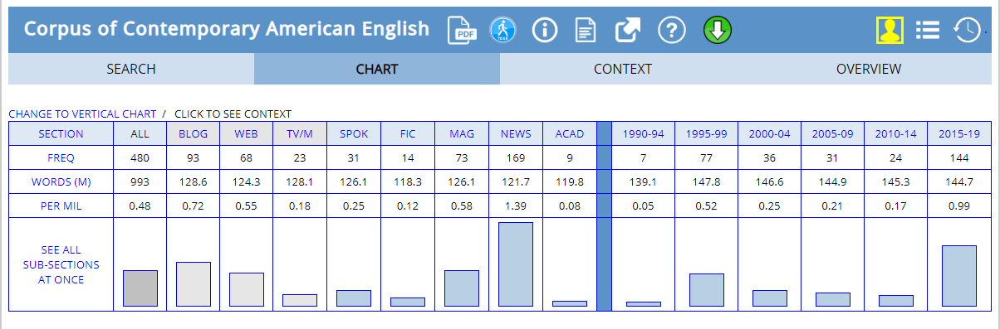 Corpus of Contemporary American English PDF TOUR
SEARCH CHART CONTEXT OVERVIEW
CHANGE TO VERTICAL CHART / CLICK TO SEE CONTEXT
SECTION ALL BLOG WEB TV/M SPOK FIC MAG NEWS ACAD 1990-94 1995-99 2000-04 2005-09 2010-14 2015-19
FREQ 480 93 68 23 31 14 73 169 9 7 77 36 31 24 144
WORDS (M) 993 128.6 124.3 128.1 126.1 118.3 126.1 121.7 119.8 139.1 147.8 146.6 144.9 145.3 144.7
PER MIL 0.48 0.72 0.55 0.18 0.25 0.12 0.58 1.39 0.08 0.05 0.52 0.25 0.21 0.17 0.99
SEE ALL
SUB-SECTIONS
AT ONCE